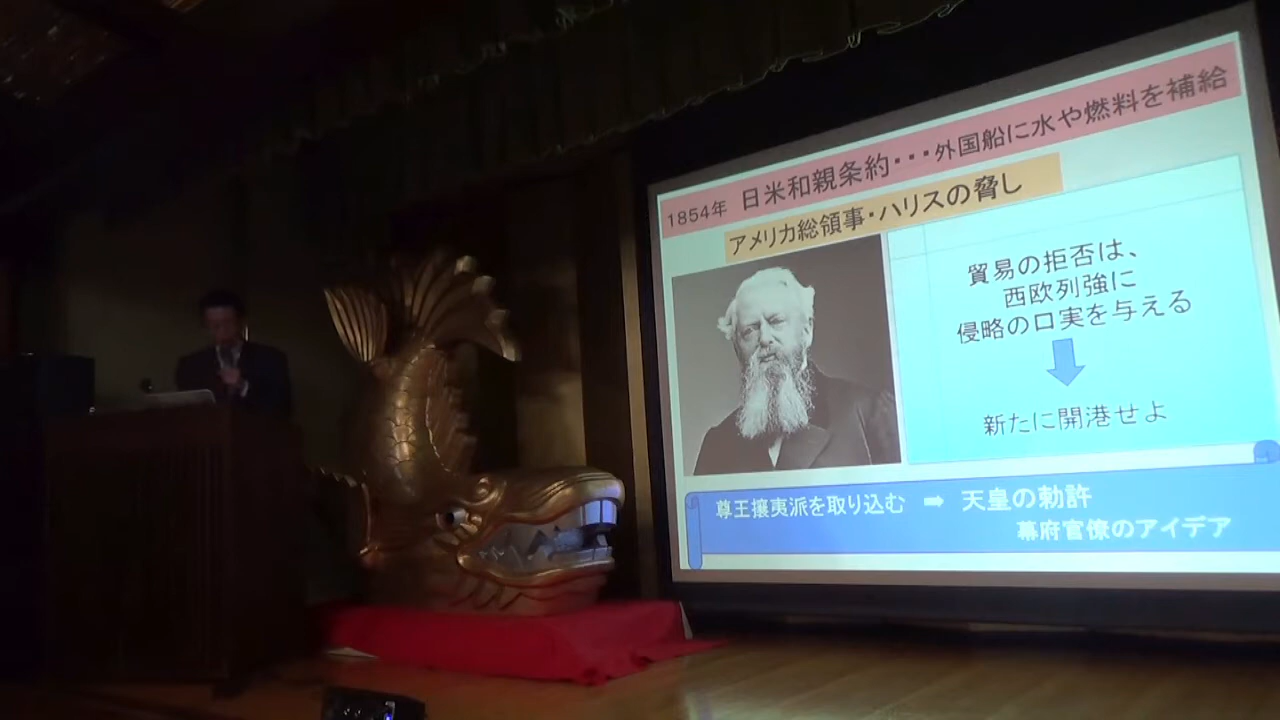 1854年 日米和親条約・・・外国船に水や燃料を補給
アメリカ総領事・ハリスの脅し
貿易の拒否は、
西欧列強に
侵略の口実を与える
新たに開港せよ
尊王攘夷派を取り込む ➡ 天皇の勅許
幕府官僚のアイデア